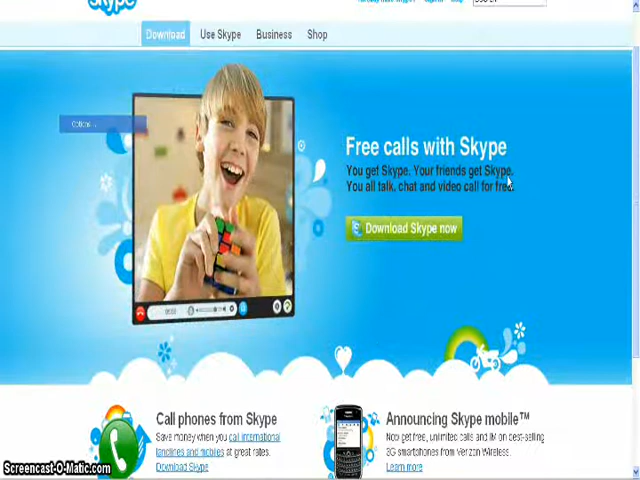 skype
Download
Use Skype
Business
Shop
Options...
Free calls with Skype
You get Skype. Your friends get Skype.
You all talk, chat and video call for free.
Download Skype now
Call phones from Skype
Save money when you call international
landlines and mobiles at great rates.
Download Skype
Announcing Skype mobile™
Now get free, unlimited calls and IM on best-selling
3G smartphones from Verizon Wireless.
Learn more
Screencast-O-Matic.com